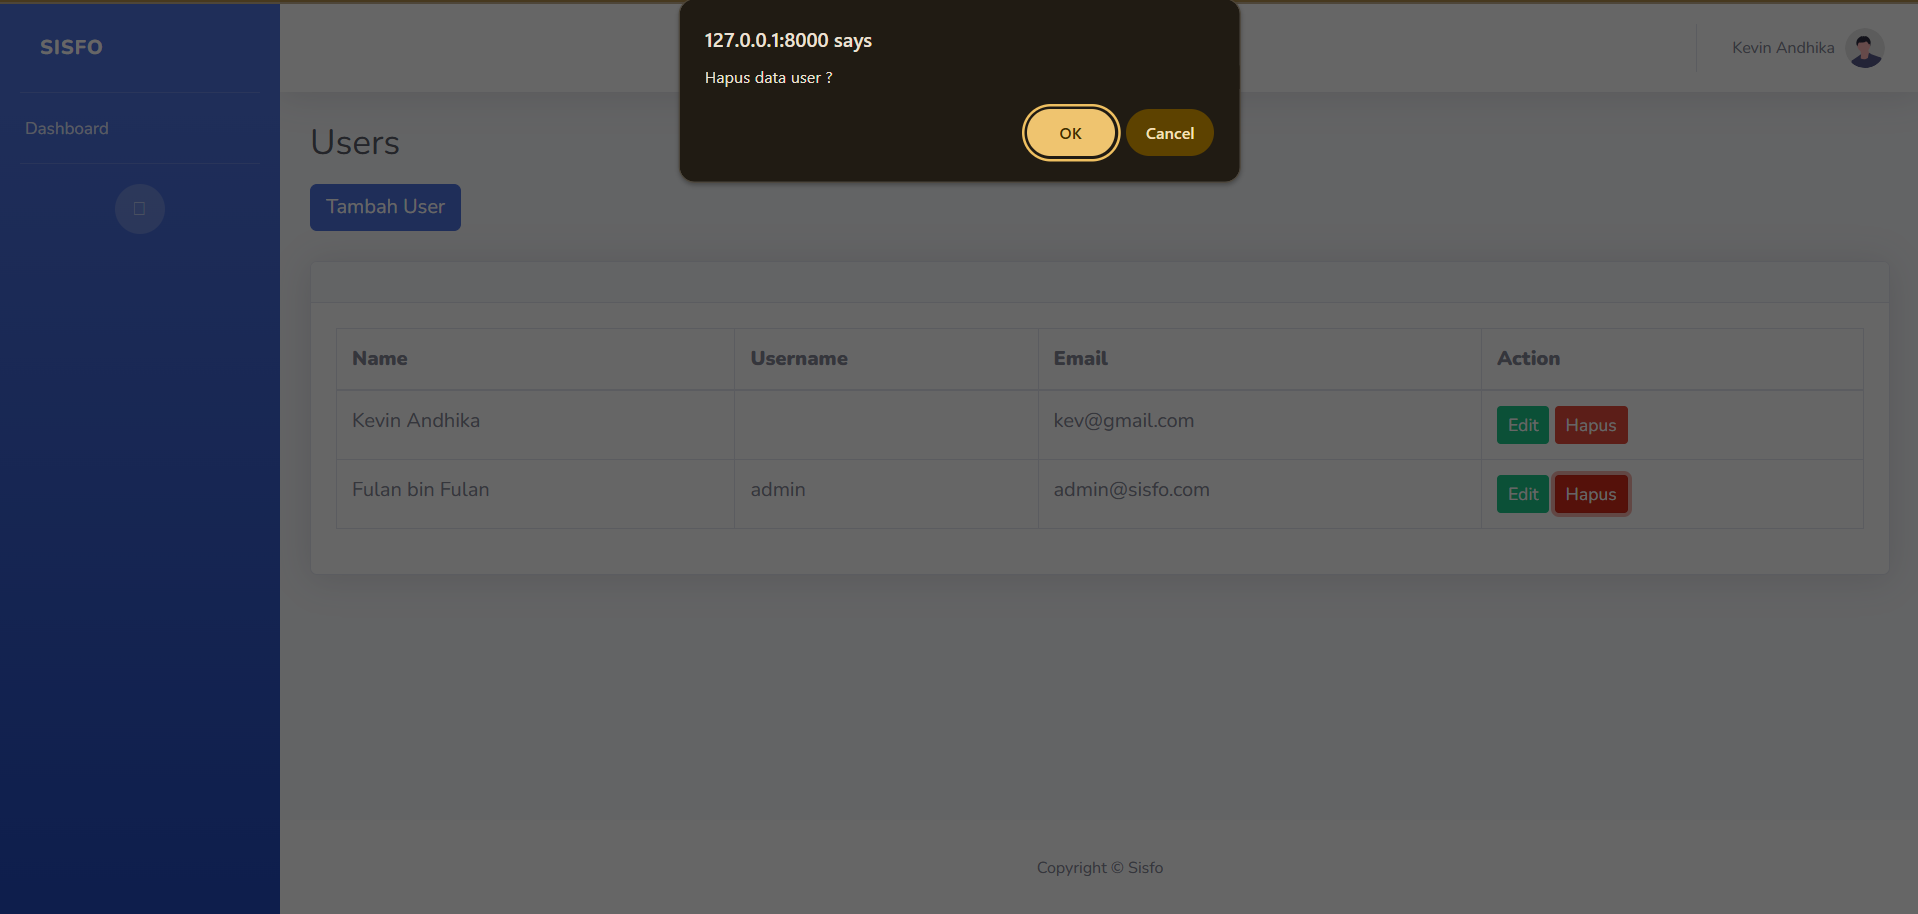 127.0.0.1:8000 says
Hapus data user ?
OK
Cancel
SISFO
Dashboard
Kevin Andhika
Users
Tambah User
Name Username Email Action
Kevin Andhika kev@gmail.com Edit Hapus
Fulan bin Fulan admin admin@sisfo.com Edit Hapus
Copyright © Sisfo